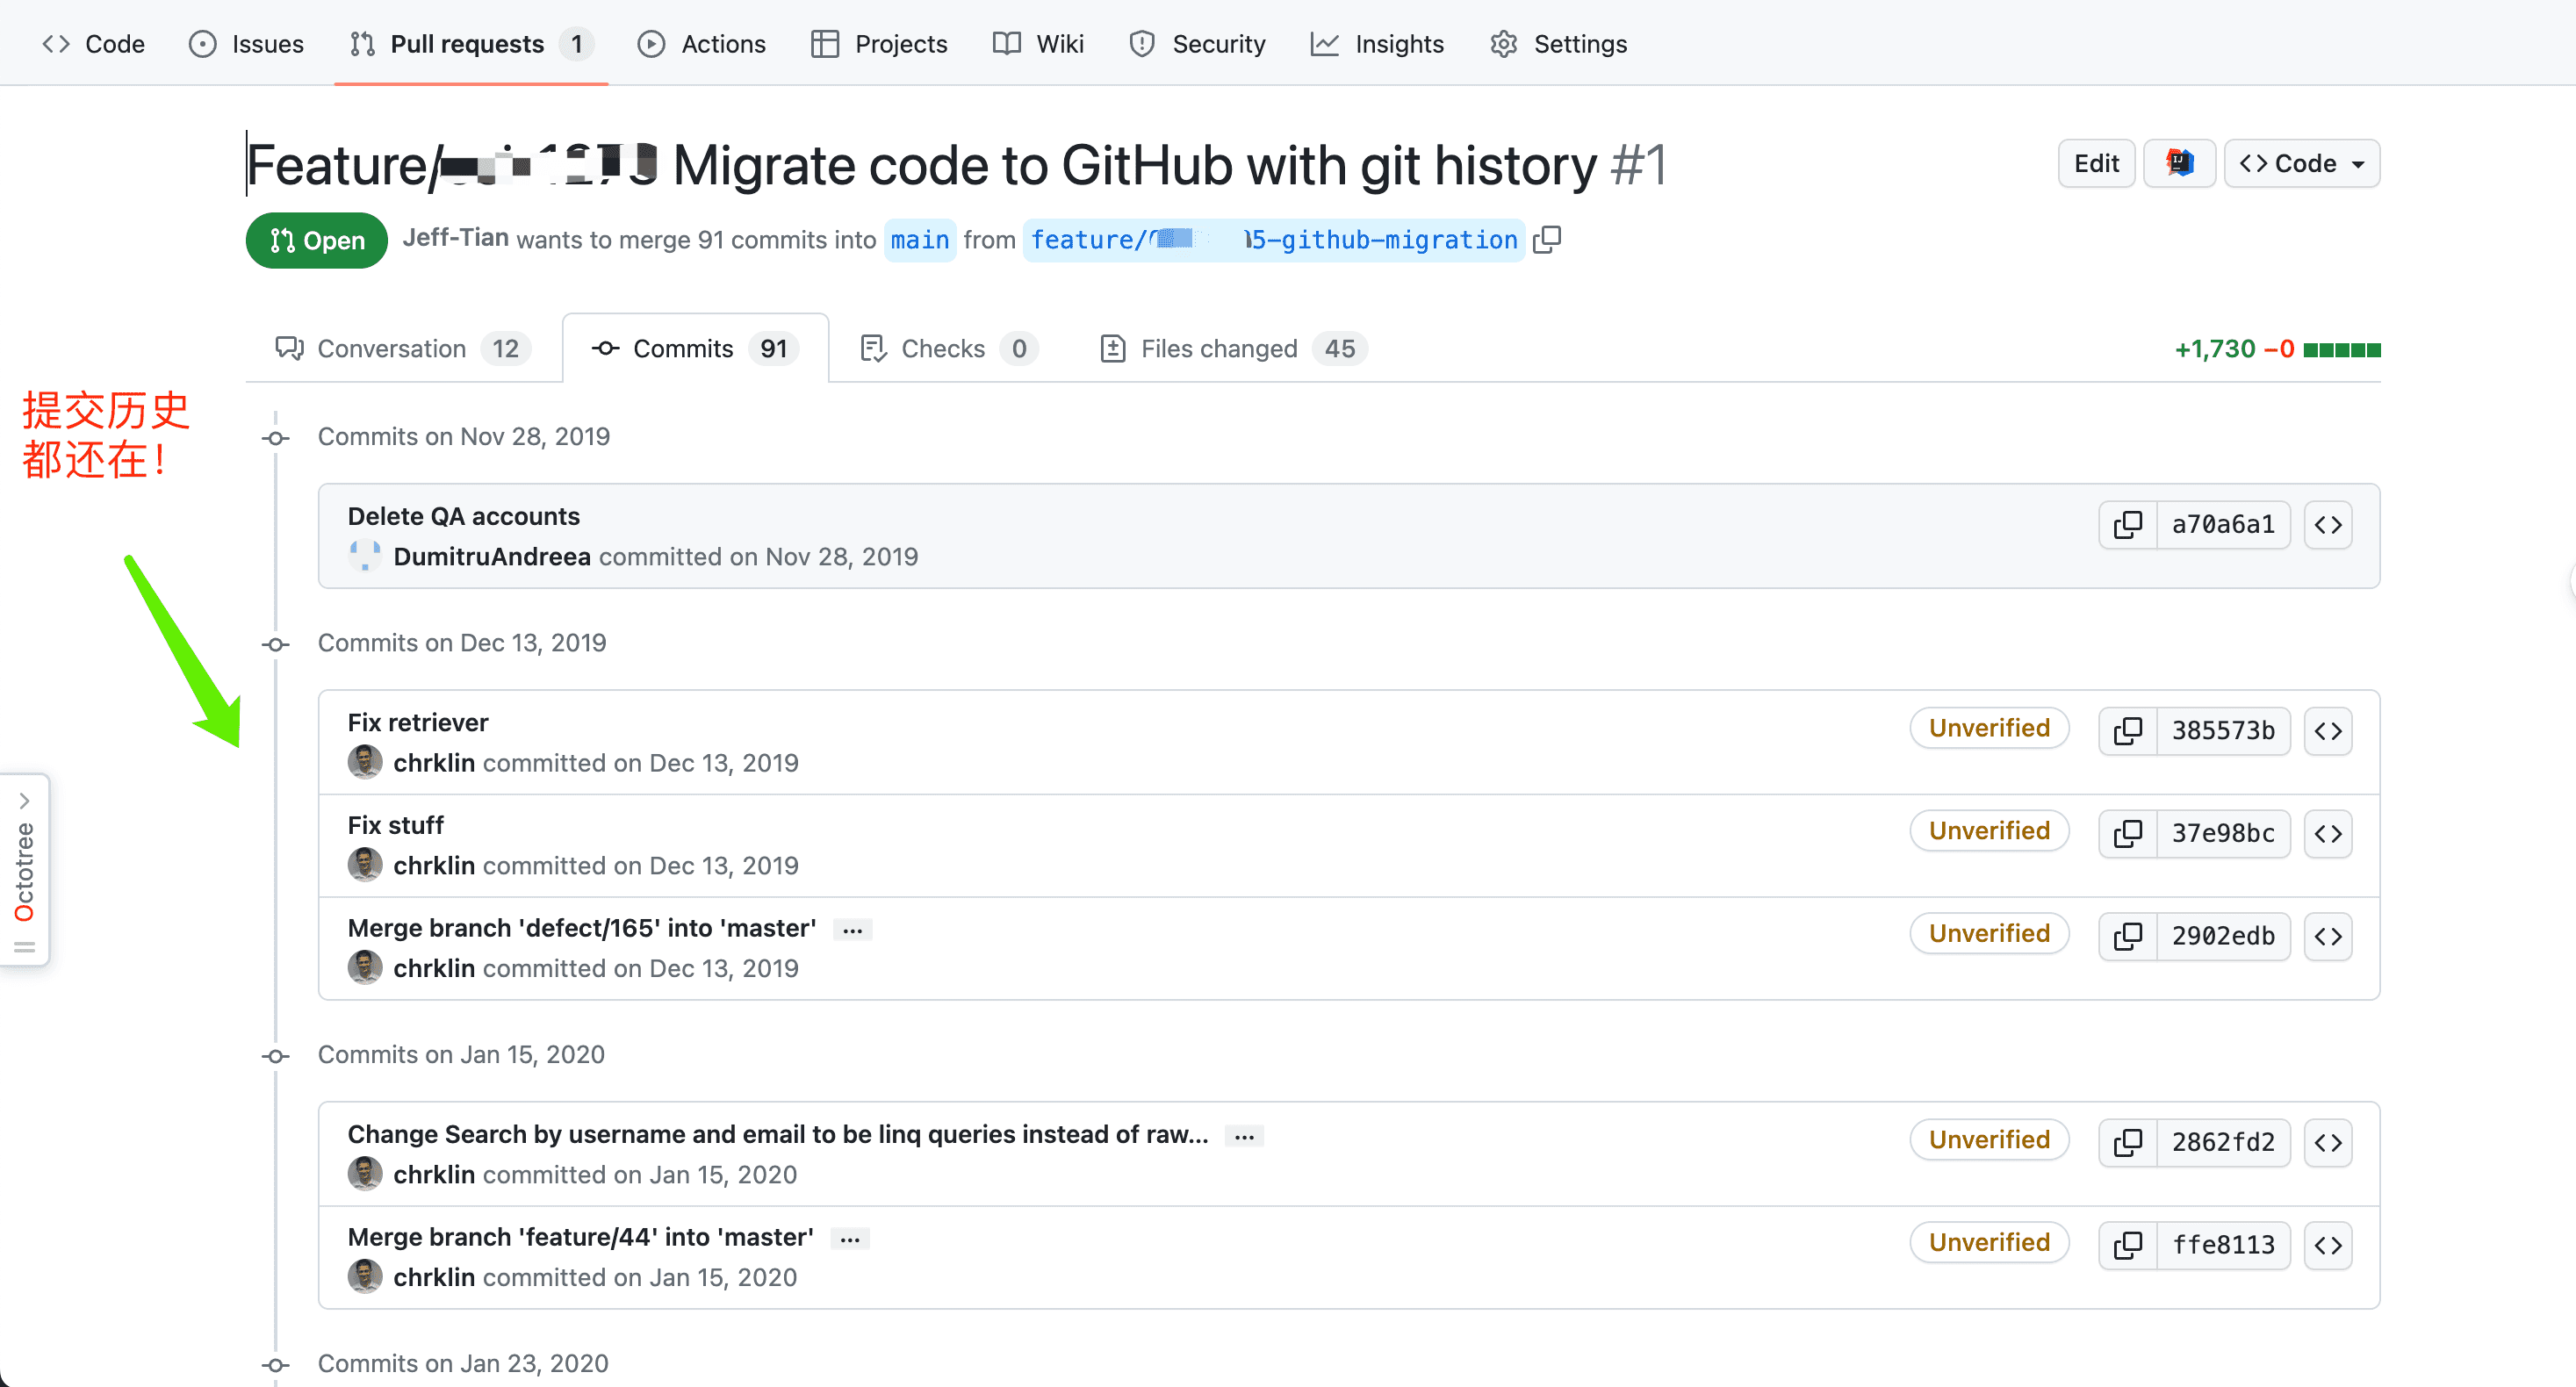 Code Issues Pull requests 1 Actions Projects Wiki Security Insights Settings
Feature/ Migrate code to GitHub with git history #1
Edit Code
Open Jeff-Tian wants to merge 91 commits into main from feature/ 5-github-migration
Conversation 12 Commits 91 Checks 0 Files changed 45 +1,730 −0
提交历史
都还在！
Commits on Nov 28, 2019
Delete QA accounts
DumitruAndreea committed on Nov 28, 2019
a70a6a1
Commits on Dec 13, 2019
Fix retriever
chrklin committed on Dec 13, 2019
Unverified 385573b
Fix stuff
chrklin committed on Dec 13, 2019
Unverified 37e98bc
Merge branch 'defect/165' into 'master' ...
chrklin committed on Dec 13, 2019
Unverified 2902edb
Octotree
Commits on Jan 15, 2020
Change Search by username and email to be linq queries instead of raw... ...
chrklin committed on Jan 15, 2020
Unverified 2862fd2
Merge branch 'feature/44' into 'master' ...
chrklin committed on Jan 15, 2020
Unverified ffe8113
Commits on Jan 23, 2020